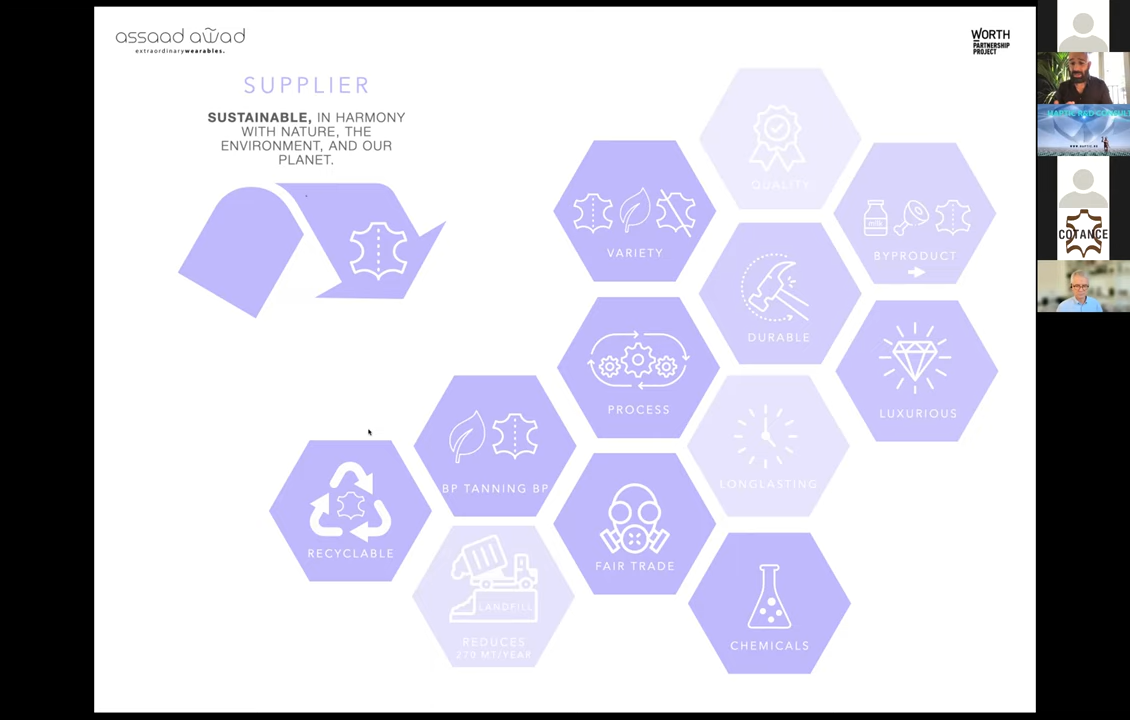 assaad awad
extraordinarywearables.
WORTH
PARTNERSHIP
PROJECT
SUPPLIER
SUSTAINABLE, IN HARMONY
WITH NATURE, THE
ENVIRONMENT, AND OUR
PLANET.
QUALITY
VARIETY
milk
BYPRODUCT
DURABLE
PROCESS
LUXURIOUS
BP TANNING BP
LONGLASTING
RECYCLABLE
FAIR TRADE
LANDFILL
REDUCES
270 MT/YEAR
CHEMICALS
COTANCE